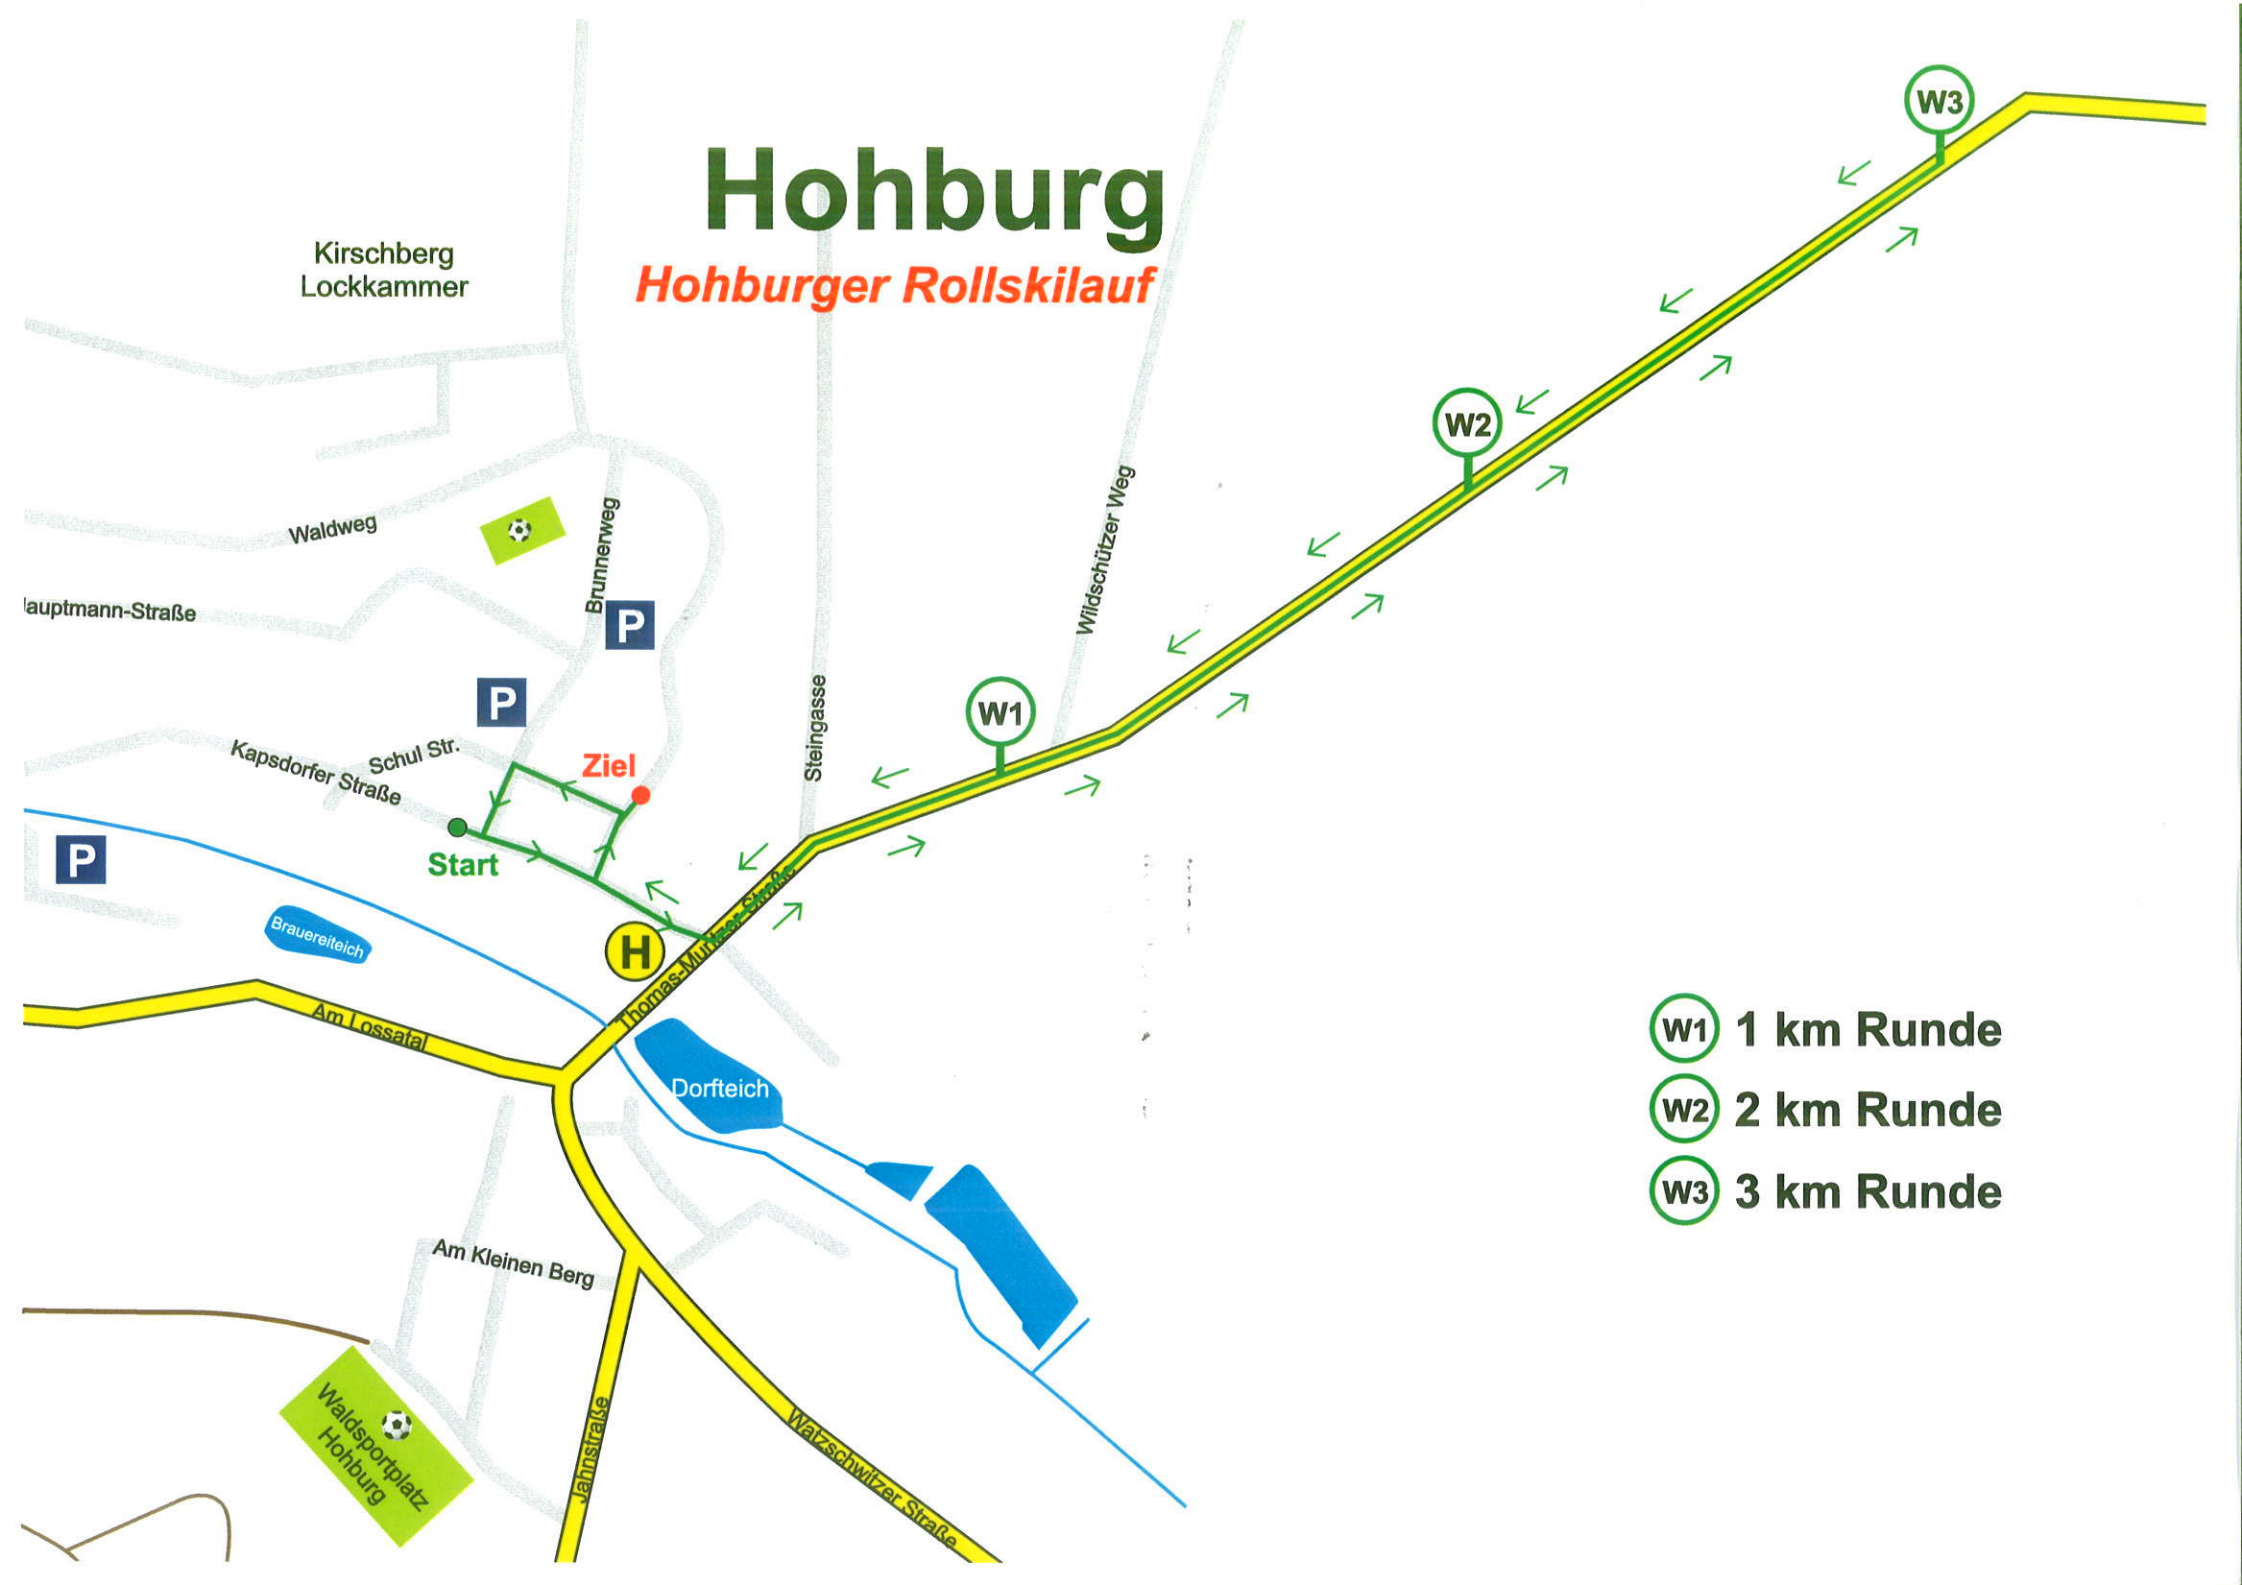 Hohburg
Hohburger Rollskilauf
Kirschberg
Lockkammer
W3
W2
W1
Waldweg
Brunnerweg
Wildschützer Weg
Steingasse
auptmann-Straße
P
P
P
Schul Str.
Kapsdorfer Straße
Ziel
Start
H
Thomas-Müntzer-Straße
Brauereiteich
Am Lossatal
Dorfteich
Am Kleinen Berg
Waldsportplatz
Hohburg
Jahnstraße
Watzschwitzer Straße
W1 1 km Runde
W2 2 km Runde
W3 3 km Runde